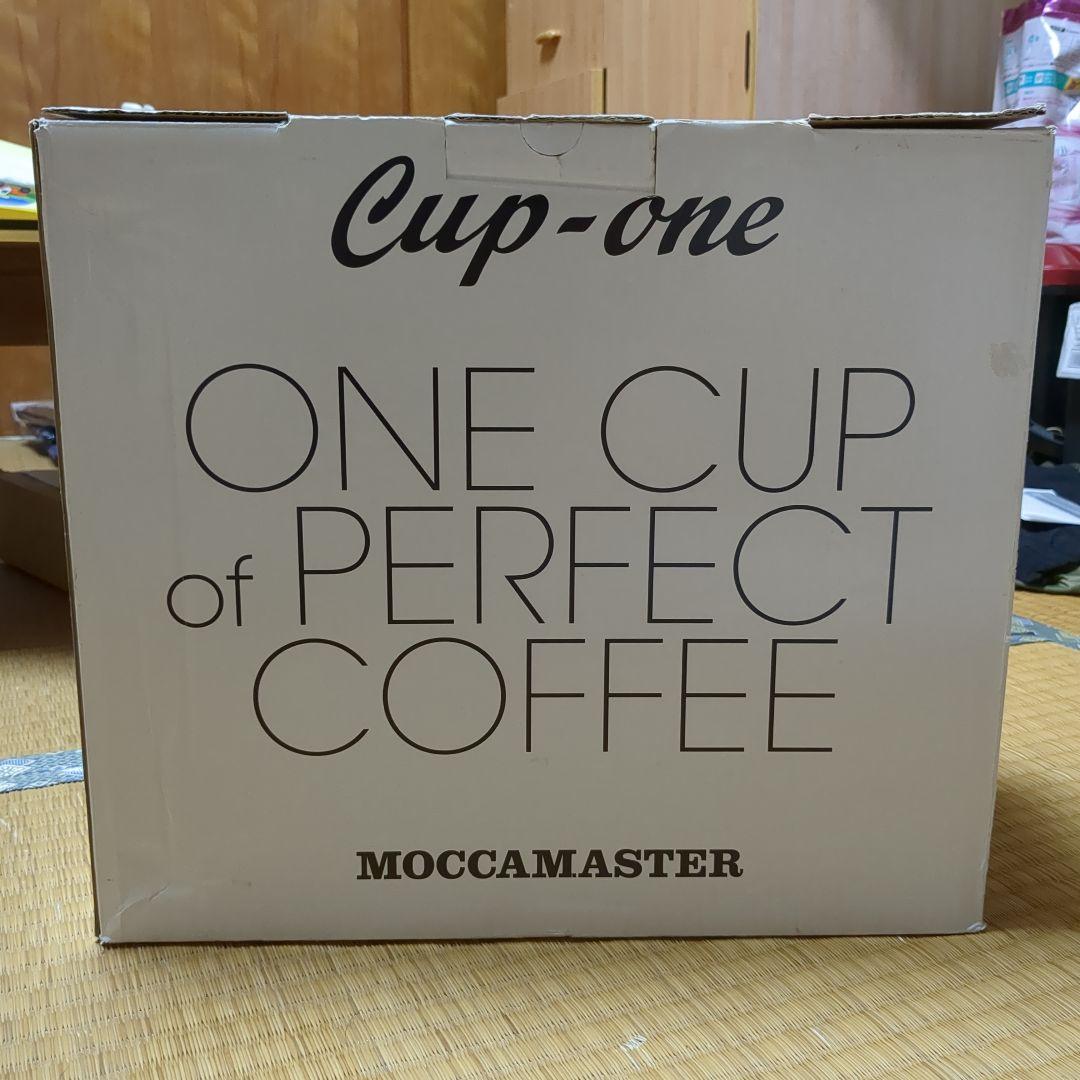 Cup-one
ONE CUP
of PERFECT
COFFEE
MOCCAMASTER